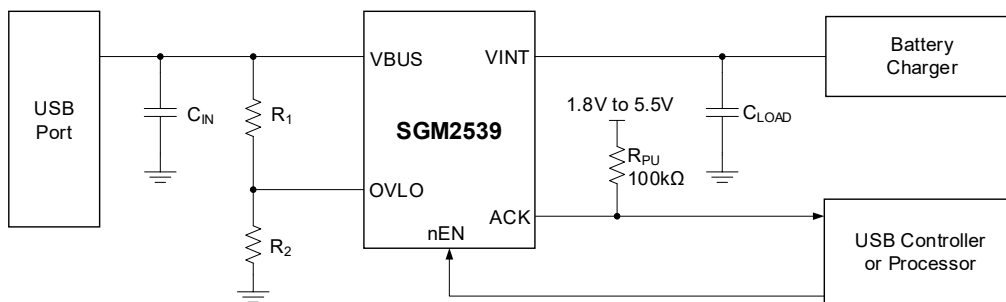 USB
Port
C_IN
R_1
R_2
VBUS
VINT
SGM2539
OVLO
ACK
nEN
1.8V to 5.5V
R_PU
100kΩ
C_LOAD
Battery
Charger
USB Controller
or Processor